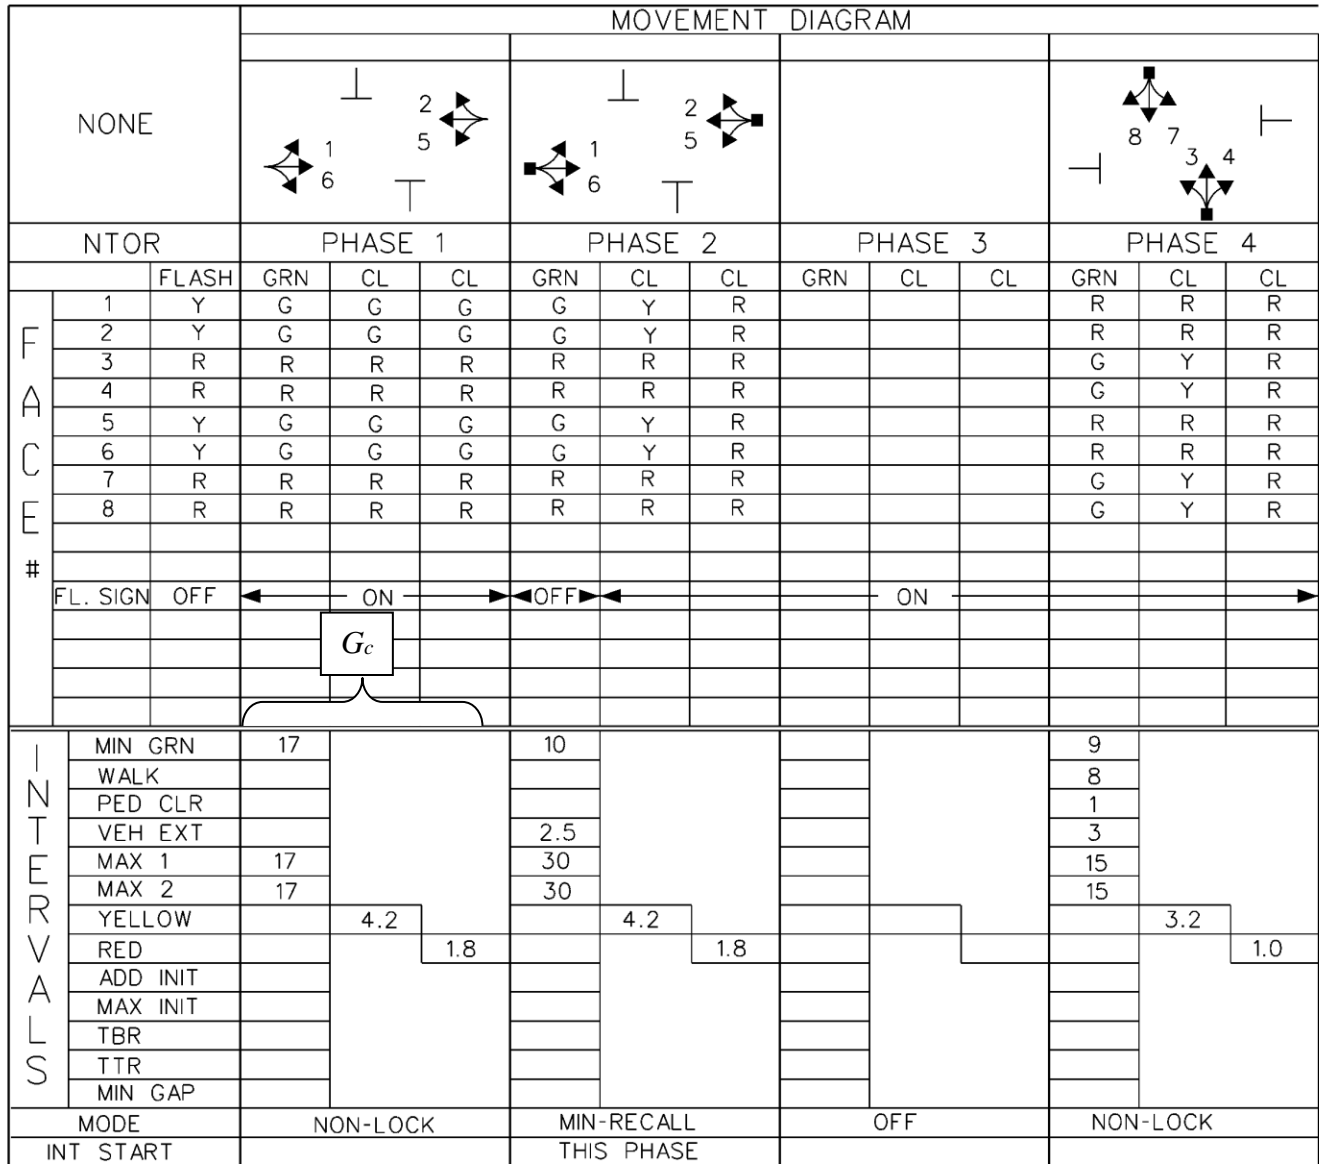 MOVEMENT DIAGRAM
NONE
1 6 2 5
1 6 2 5
8 7 3 4
NTOR PHASE 1 PHASE 2 PHASE 3 PHASE 4
FLASH GRN CL CL GRN CL CL GRN CL CL GRN CL CL
FACE #
1 Y G G G G Y R R R R
2 Y G G G G Y R R R R
3 R R R R R R R G Y R
4 R R R R R R R G Y R
5 Y G G G G Y R R R R
6 Y G G G G Y R R R R
7 R R R R R R R G Y R
8 R R R R R R R G Y R
FL. SIGN OFF ON OFF ON
Gc
INTERVALS
MIN GRN 17 10 9
WALK 8
PED CLR 1
VEH EXT 2.5 3
MAX 1 17 30 15
MAX 2 17 30 15
YELLOW 4.2 4.2 3.2
RED 1.8 1.8 1.0
ADD INIT
MAX INIT
TBR
TTR
MIN GAP
MODE NON-LOCK MIN-RECALL OFF NON-LOCK
INT START THIS PHASE